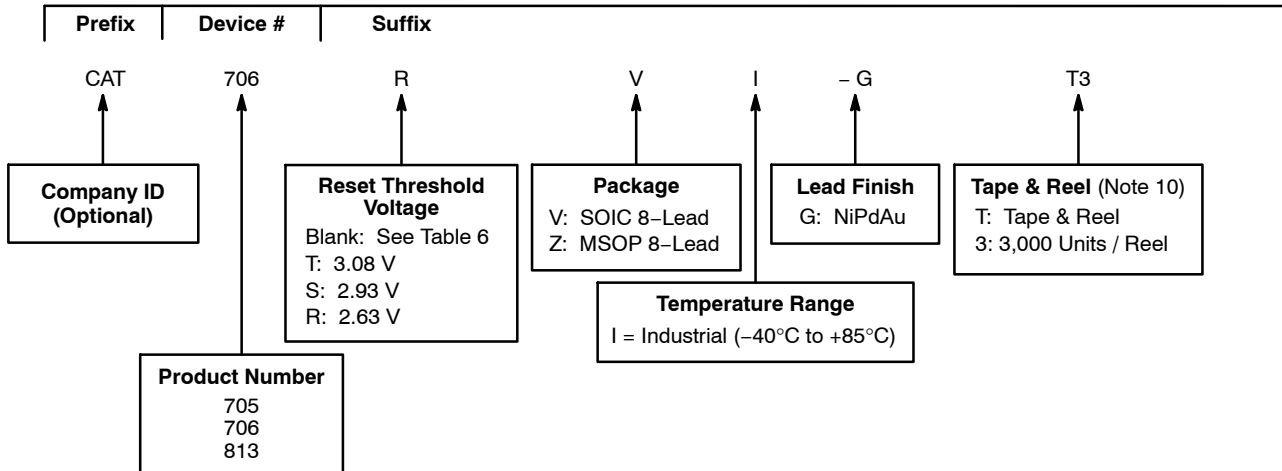 Prefix Device # Suffix
CAT 706 R V I – G T3
Company ID
(Optional)
Reset Threshold
Voltage
Blank: See Table 6
T: 3.08 V
S: 2.93 V
R: 2.63 V
Package
V: SOIC 8–Lead
Z: MSOP 8–Lead
Lead Finish
G: NiPdAu
Tape & Reel (Note 10)
T: Tape & Reel
3: 3,000 Units / Reel
Temperature Range
I = Industrial (–40°C to +85°C)
Product Number
705
706
813